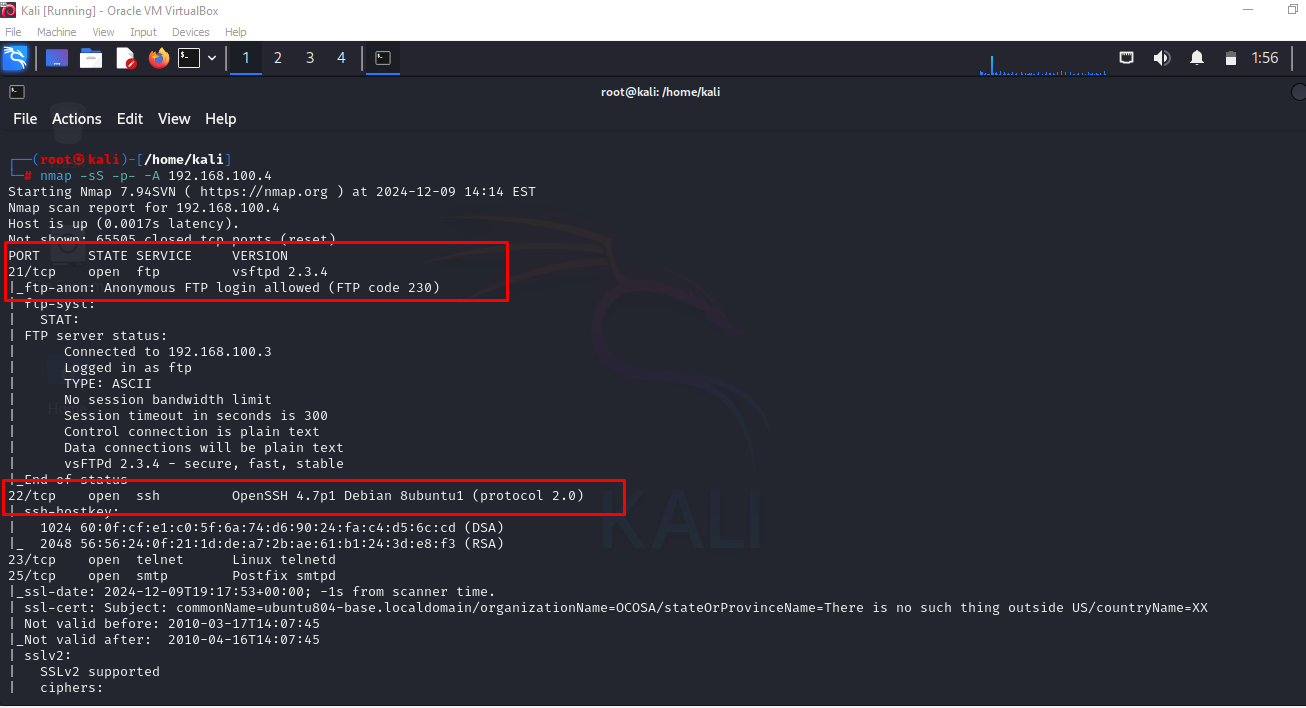 Kali [Running] - Oracle VM VirtualBox
File Machine View Input Devices Help
1 2 3 4 1:56
root@kali: /home/kali
File Actions Edit View Help
┌──(root㉿kali)-[/home/kali]
└─# nmap -sS -p- -A 192.168.100.4
Starting Nmap 7.94SVN ( https://nmap.org ) at 2024-12-09 14:14 EST
Nmap scan report for 192.168.100.4
Host is up (0.0017s latency).
Not shown: 65505 closed tcp ports (reset)
PORT STATE SERVICE VERSION
21/tcp open ftp vsftpd 2.3.4
|_ftp-anon: Anonymous FTP login allowed (FTP code 230)
| ftp-syst:
| STAT:
| FTP server status:
| Connected to 192.168.100.3
| Logged in as ftp
| TYPE: ASCII
| No session bandwidth limit
| Session timeout in seconds is 300
| Control connection is plain text
| Data connections will be plain text
| vsFTPd 2.3.4 - secure, fast, stable
|_End of status
22/tcp open ssh OpenSSH 4.7p1 Debian 8ubuntu1 (protocol 2.0)
| ssh-hostkey:
| 1024 60:0f:cf:e1:c0:5f:6a:74:d6:90:24:fa:c4:d5:6c:cd (DSA)
|_ 2048 56:56:24:0f:21:1d:de:a7:2b:ae:61:b1:24:3d:e8:f3 (RSA)
23/tcp open telnet Linux telnetd
25/tcp open smtp Postfix smtpd
|_ssl-date: 2024-12-09T19:17:53+00:00; -1s from scanner time.
| ssl-cert: Subject: commonName=ubuntu804-base.localdomain/organizationName=OCOSA/stateOrProvinceName=There is no such thing outside US/countryName=XX
| Not valid before: 2010-03-17T14:07:45
|_Not valid after: 2010-04-16T14:07:45
| sslv2:
| SSLv2 supported
| ciphers:
KALI